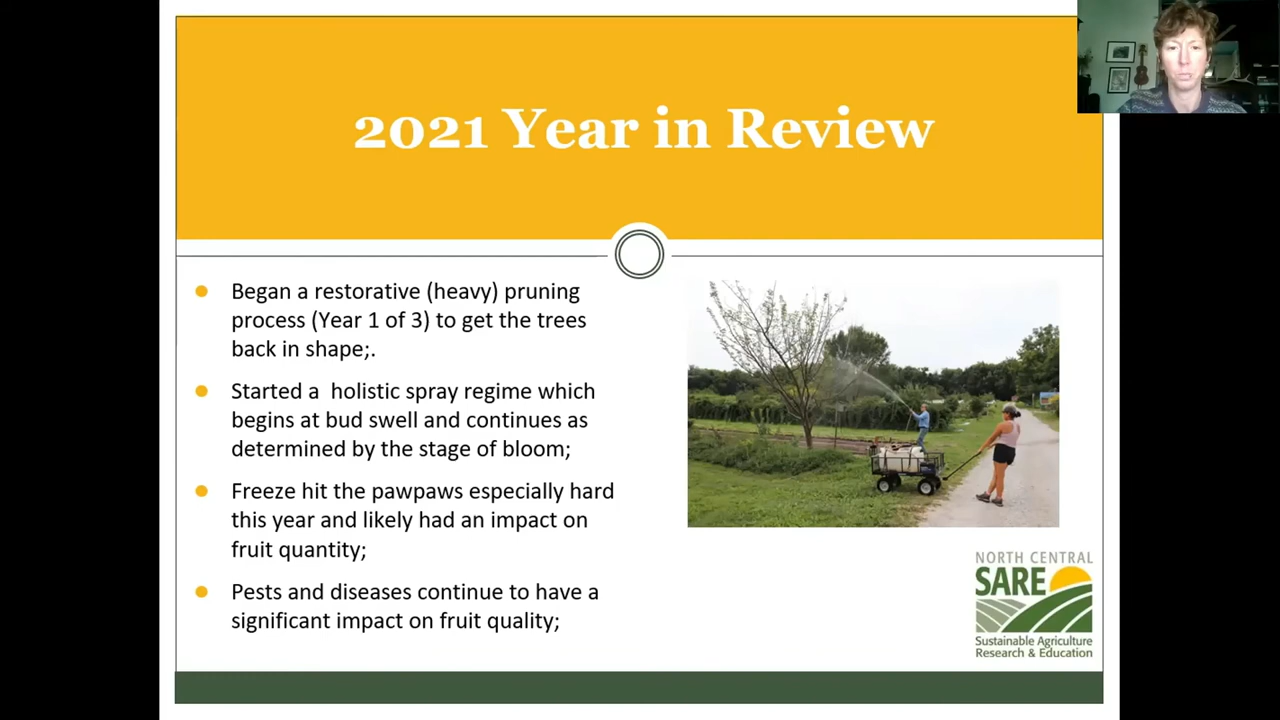 2021 Year in Review
Began a restorative (heavy) pruning
process (Year 1 of 3) to get the trees
back in shape;.
Started a  holistic spray regime which
begins at bud swell and continues as
determined by the stage of bloom;
Freeze hit the pawpaws especially hard
this year and likely had an impact on
fruit quantity;
Pests and diseases continue to have a
significant impact on fruit quality;
NORTH CENTRAL
SARE
Sustainable Agriculture
Research & Education